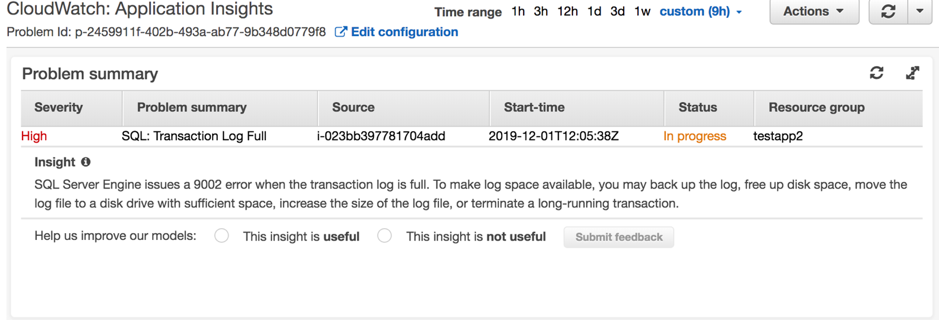 CloudWatch: Application Insights
Time range 1h 3h 12h 1d 3d 1w custom (9h)
Actions
Problem Id: p-2459911f-402b-493a-ab77-9b348d0779f8 Edit configuration
Problem summary
Severity Problem summary Source Start-time Status Resource group
High SQL: Transaction Log Full i-023bb397781704add 2019-12-01T12:05:38Z In progress testapp2
Insight
SQL Server Engine issues a 9002 error when the transaction log is full. To make log space available, you may back up the log, free up disk space, move the
log file to a disk drive with sufficient space, increase the size of the log file, or terminate a long-running transaction.
Help us improve our models: This insight is useful This insight is not useful Submit feedback